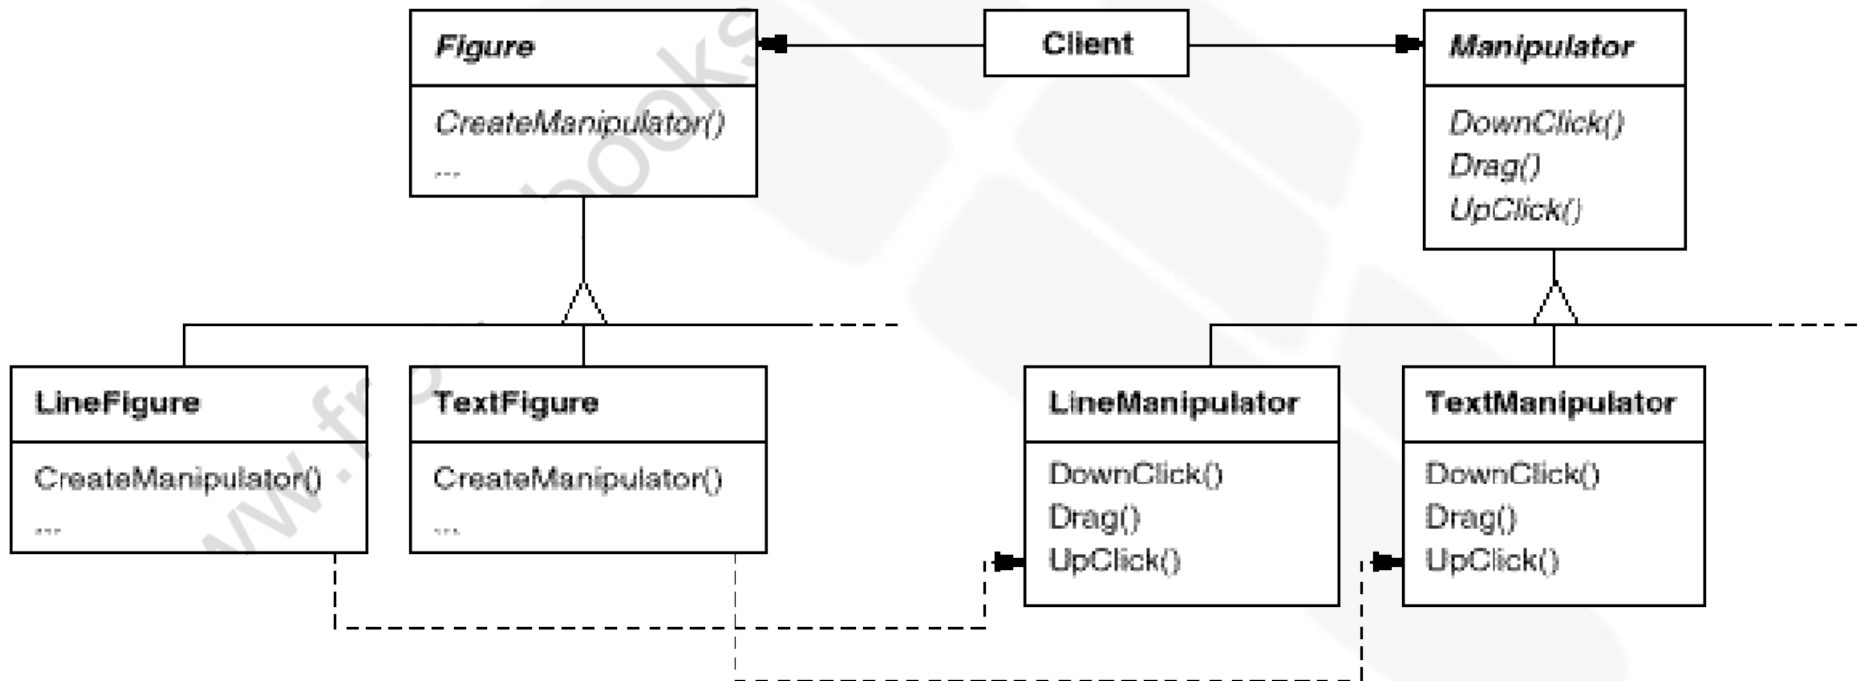 Figure
CreateManipulator()
...
Client
Manipulator
DownClick()
Drag()
UpClick()
LineFigure
CreateManipulator()
...
TextFigure
CreateManipulator()
...
LineManipulator
DownClick()
Drag()
UpClick()
TextManipulator
DownClick()
Drag()
UpClick()